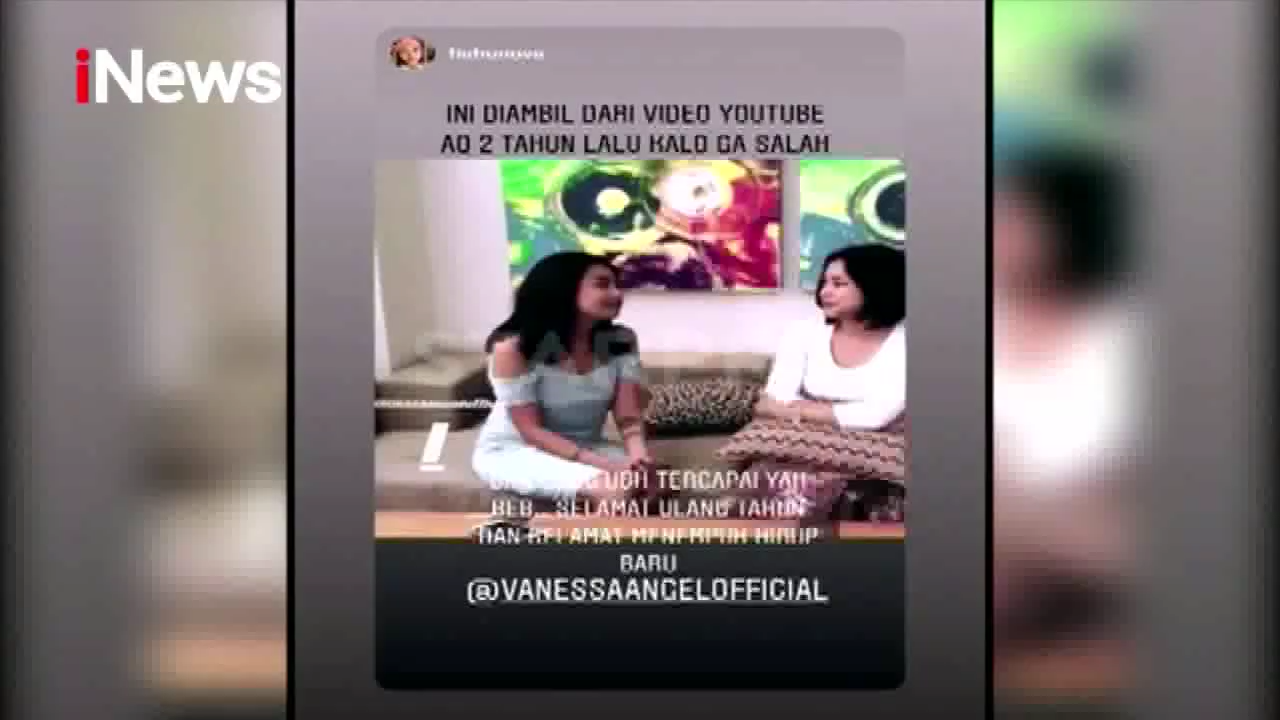 iNews
INI DIAMBIL DARI VIDEO YOUTUBE
AQ 2 TAHUN LALU KALO GA SALAH
UDH TERCAPAI YAH
BEB.. SELAMAT ULANG TAHUN
DAN SELAMAT MENEMPUH HIDUP
BARU
@VANESSAANGELOFFICIAL